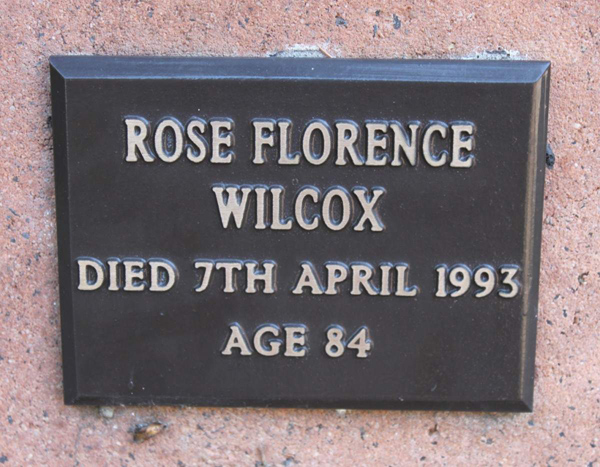 ROSE FLORENCE
WILCOX
DIED 7TH APRIL 1993
AGE 84